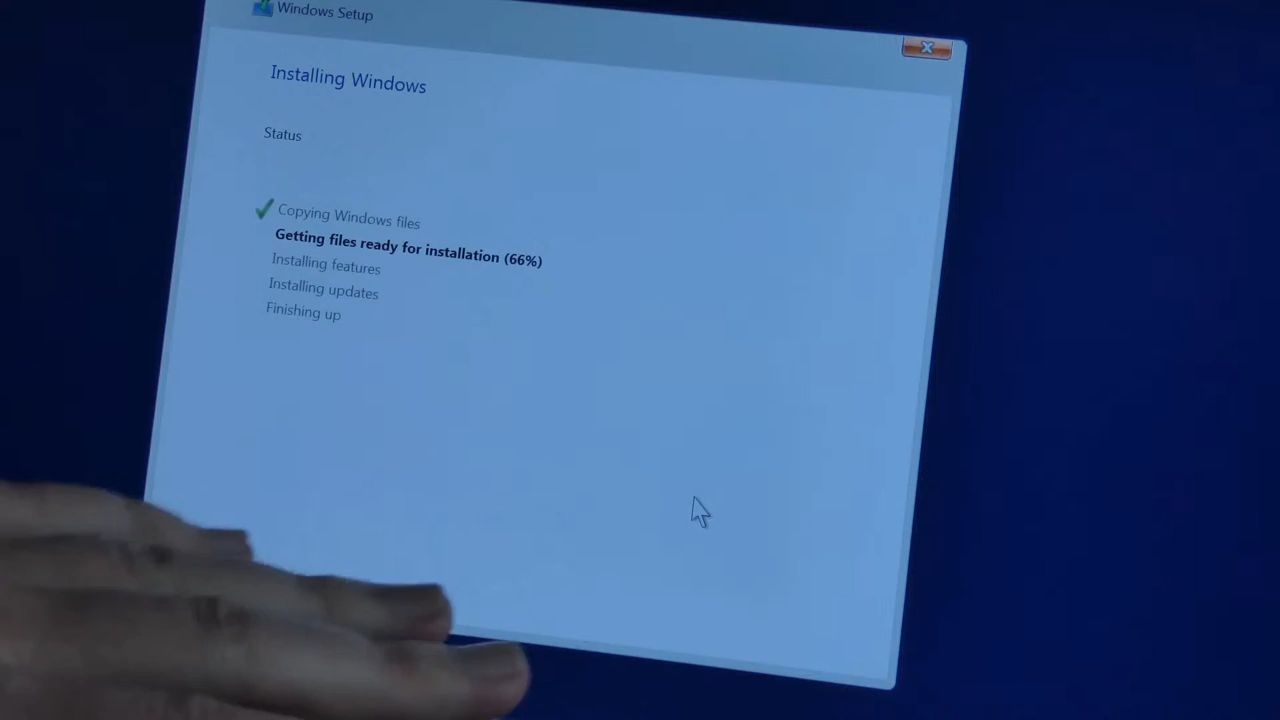 Windows Setup
Installing Windows
Status
Copying Windows files
Getting files ready for installation (66%)
Installing features
Installing updates
Finishing up